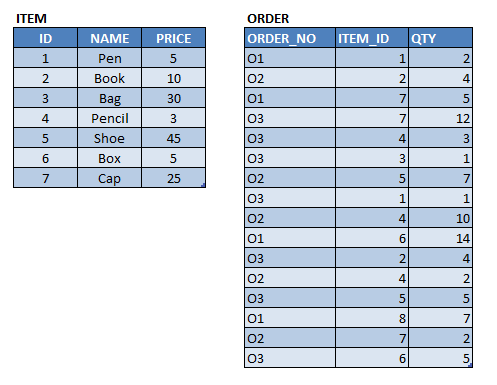 ITEM
ID NAME PRICE
1 Pen 5
2 Book 10
3 Bag 30
4 Pencil 3
5 Shoe 45
6 Box 5
7 Cap 25
ORDER
ORDER_NO ITEM_ID QTY
O1 1 2
O2 2 4
O1 7 5
O3 7 12
O3 4 3
O3 3 1
O2 5 7
O3 1 1
O2 4 10
O1 6 14
O3 2 4
O2 4 2
O3 5 5
O1 8 7
O2 7 2
O3 6 5